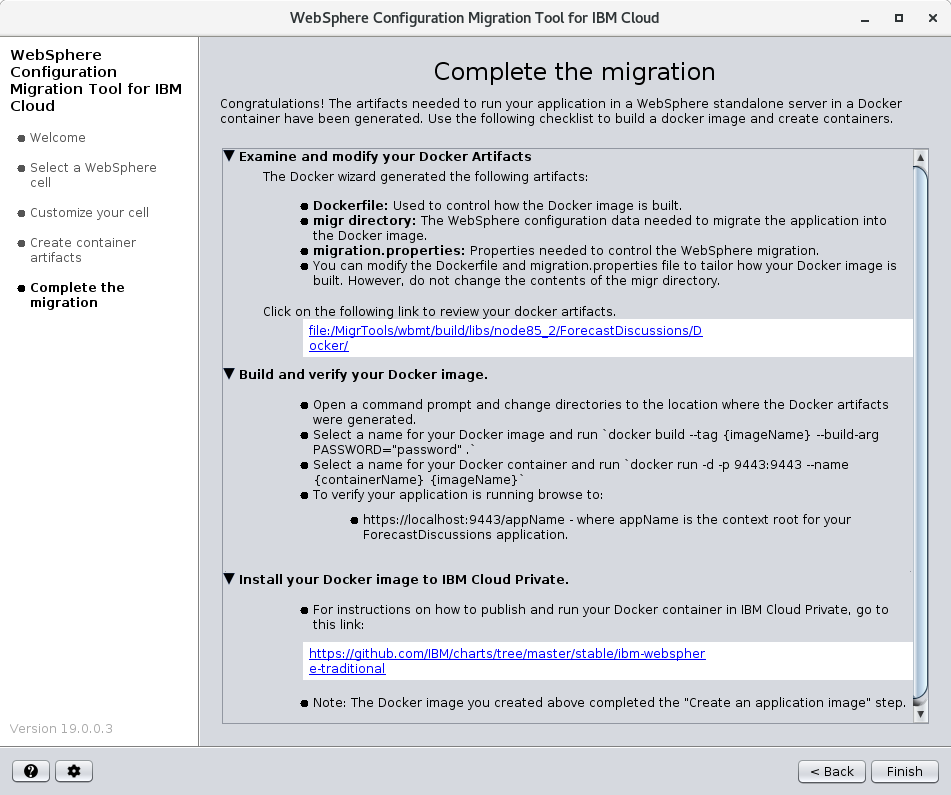 WebSphere Configuration Migration Tool for IBM Cloud
WebSphere
Configuration
Migration Tool for IBM
Cloud
Welcome
Select a WebSphere
cell
Customize your cell
Create container
artifacts
Complete the
migration
Version 19.0.0.3
Complete the migration
Congratulations! The artifacts needed to run your application in a WebSphere standalone server in a Docker
container have been generated. Use the following checklist to build a docker image and create containers.
Examine and modify your Docker Artifacts
The Docker wizard generated the following artifacts:
Dockerfile: Used to control how the Docker image is built.
migr directory: The WebSphere configuration data needed to migrate the application into
the Docker image.
migration.properties: Properties needed to control the WebSphere migration.
You can modify the Dockerfile and migration.properties file to tailor how your Docker image is
built. However, do not change the contents of the migr directory.
Click on the following link to review your docker artifacts.
file:/MigrTools/wbmt/build/libs/node85_2/ForecastDiscussions/D
ocker/
Build and verify your Docker image.
Open a command prompt and change directories to the location where the Docker artifacts
were generated.
Select a name for your Docker image and run `docker build --tag {imageName} --build-arg
PASSWORD="password" .`
Select a name for your Docker container and run `docker run -d -p 9443:9443 --name
{containerName} {imageName}`
To verify your application is running browse to:
https://localhost:9443/appName - where appName is the context root for your
ForecastDiscussions application.
Install your Docker image to IBM Cloud Private.
For instructions on how to publish and run your Docker container in IBM Cloud Private, go to
this link:
https://github.com/IBM/charts/tree/master/stable/ibm-webspher
e-traditional
Note: The Docker image you created above completed the "Create an application image" step.
?
< Back
Finish